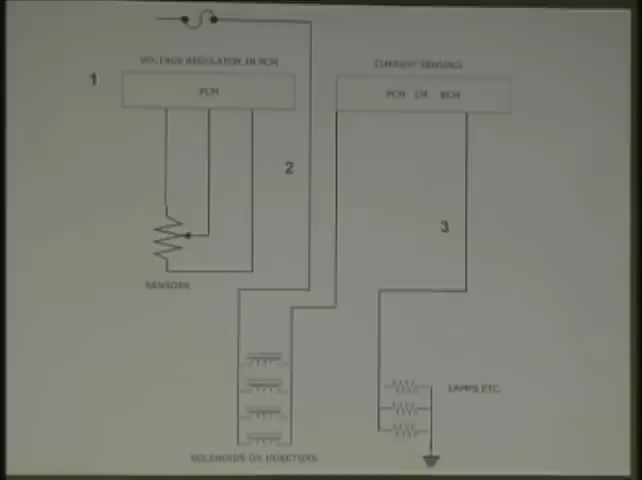 VOLTAGE REGULATOR IN PCM
CURRENT SENSING
1
PCM
PCM OR BCM
2
3
SENSORS
LAMPS, ETC.
SOLENOIDS OR INJECTORS